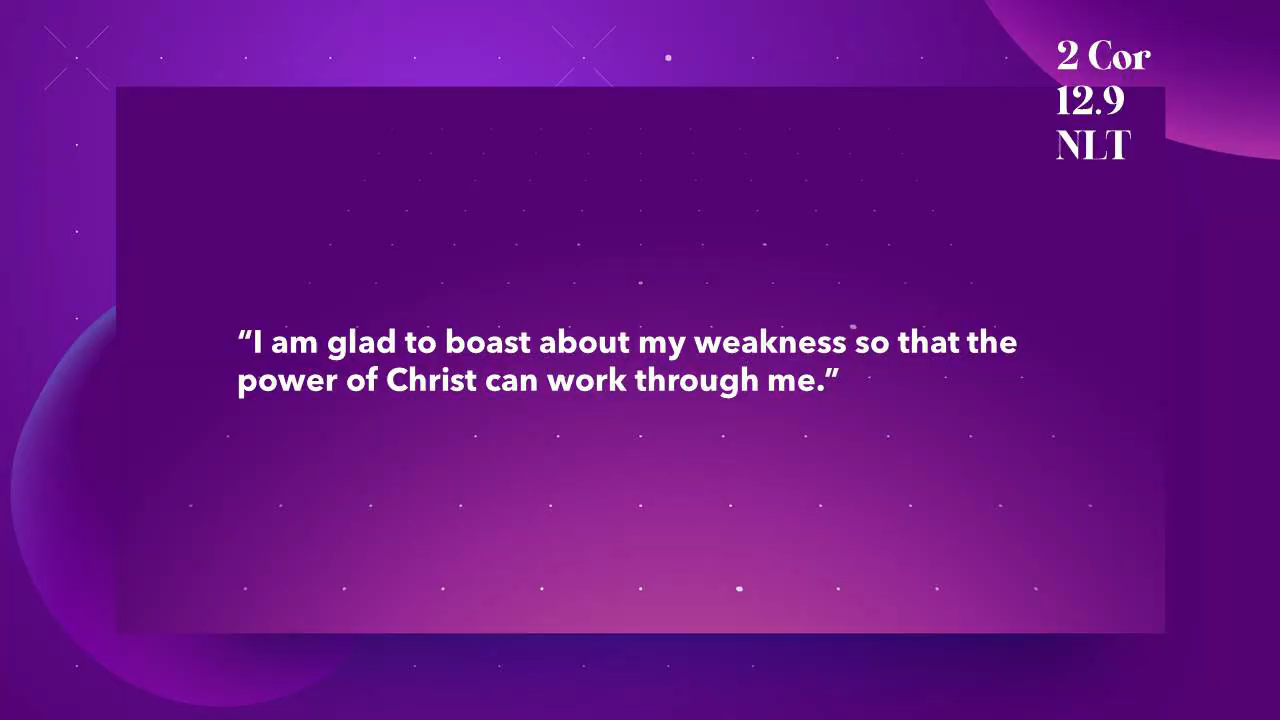 2 Cor
12.9
NLT
“I am glad to boast about my weakness so that the
power of Christ can work through me.”